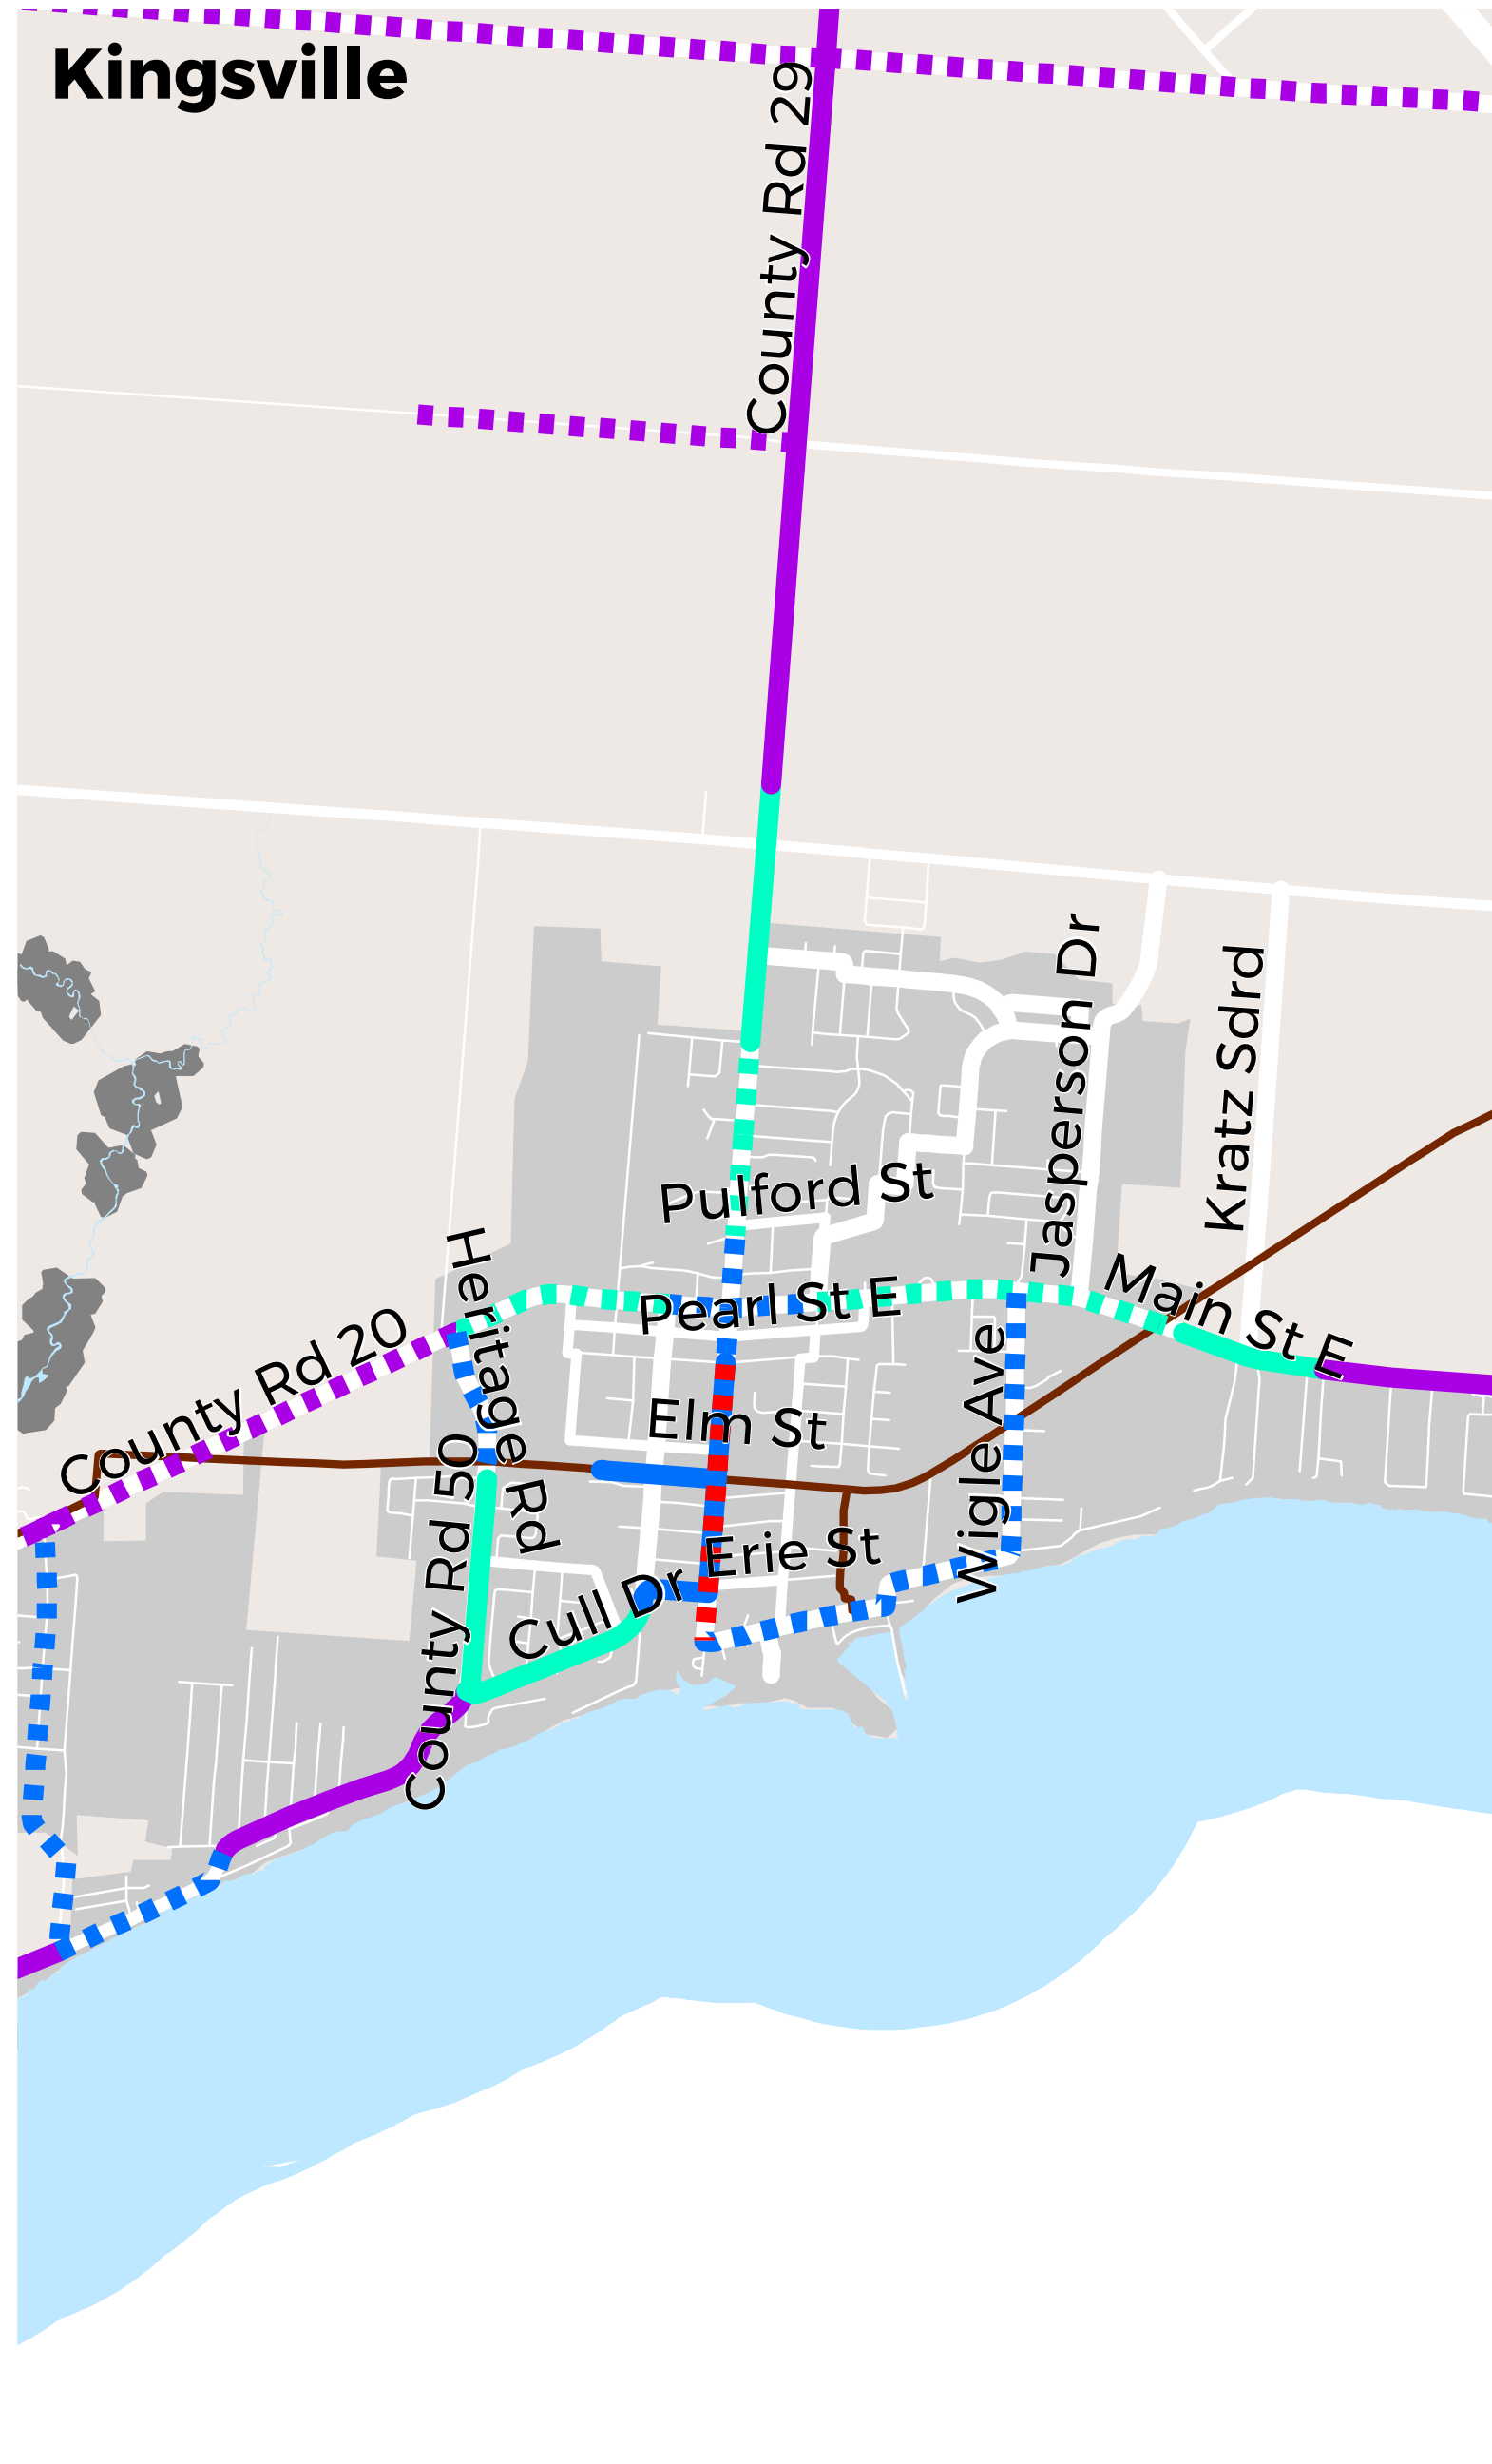 Kingsville
County Rd 29
Jasperson Dr
Kratz Sdrd
Pulford St
Heritage Rd
Main St E
Pearl St E
County Rd 20
Elm St
Wigle Ave
County Rd 50
Erie St
Cull Dr